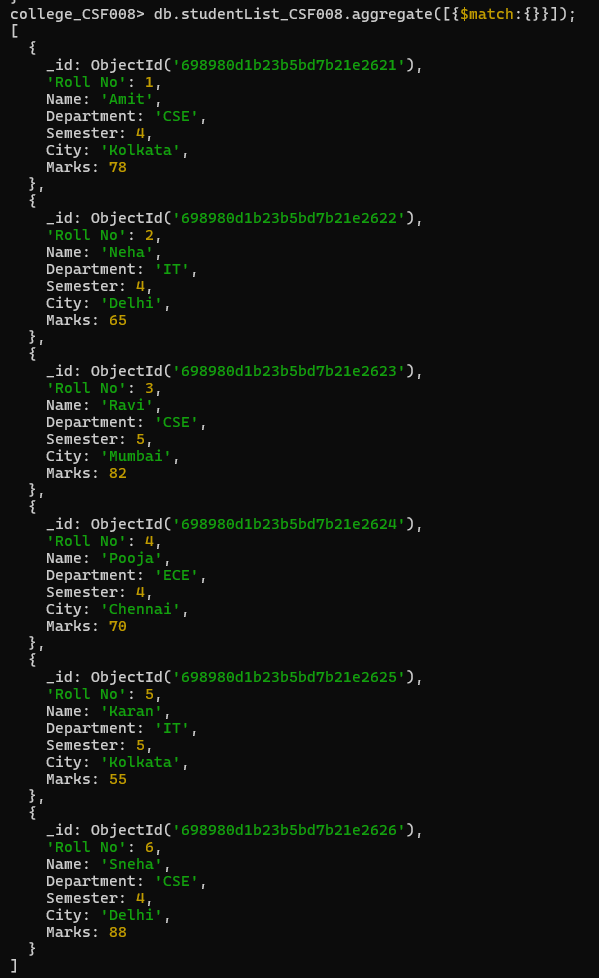 college_CSF008> db.studentList_CSF008.aggregate([{$match:{}}]);
[
  {
    _id: ObjectId('698980d1b23b5bd7b21e2621'),
    'Roll No': 1,
    Name: 'Amit',
    Department: 'CSE',
    Semester: 4,
    City: 'Kolkata',
    Marks: 78
  },
  {
    _id: ObjectId('698980d1b23b5bd7b21e2622'),
    'Roll No': 2,
    Name: 'Neha',
    Department: 'IT',
    Semester: 4,
    City: 'Delhi',
    Marks: 65
  },
  {
    _id: ObjectId('698980d1b23b5bd7b21e2623'),
    'Roll No': 3,
    Name: 'Ravi',
    Department: 'CSE',
    Semester: 5,
    City: 'Mumbai',
    Marks: 82
  },
  {
    _id: ObjectId('698980d1b23b5bd7b21e2624'),
    'Roll No': 4,
    Name: 'Pooja',
    Department: 'ECE',
    Semester: 4,
    City: 'Chennai',
    Marks: 70
  },
  {
    _id: ObjectId('698980d1b23b5bd7b21e2625'),
    'Roll No': 5,
    Name: 'Karan',
    Department: 'IT',
    Semester: 5,
    City: 'Kolkata',
    Marks: 55
  },
  {
    _id: ObjectId('698980d1b23b5bd7b21e2626'),
    'Roll No': 6,
    Name: 'Sneha',
    Department: 'CSE',
    Semester: 4,
    City: 'Delhi',
    Marks: 88
  }
]